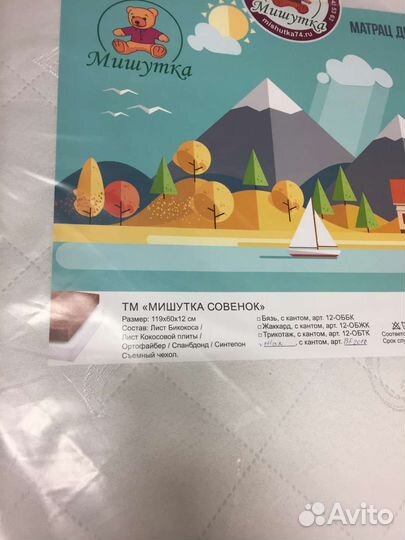 Мишутка
Мишутка
mishutka74.ru
МАТРАЦ
ТМ «МИШУТКА СОВЕНОК»
Размер: 119х60х12 см
Состав: Лист Бикокоса /
Лист Кокосовой плиты /
Ортофайбер / Спанбонд / Синтепон
Съемный чехол.
□ Бязь, с кантом, арт. 12-ОББК
□ Жаккард, с кантом, арт. 12-ОБЖК
□ Трикотаж, с кантом, арт. 12-ОБТК
, с кантом, арт.
Срок
Avito